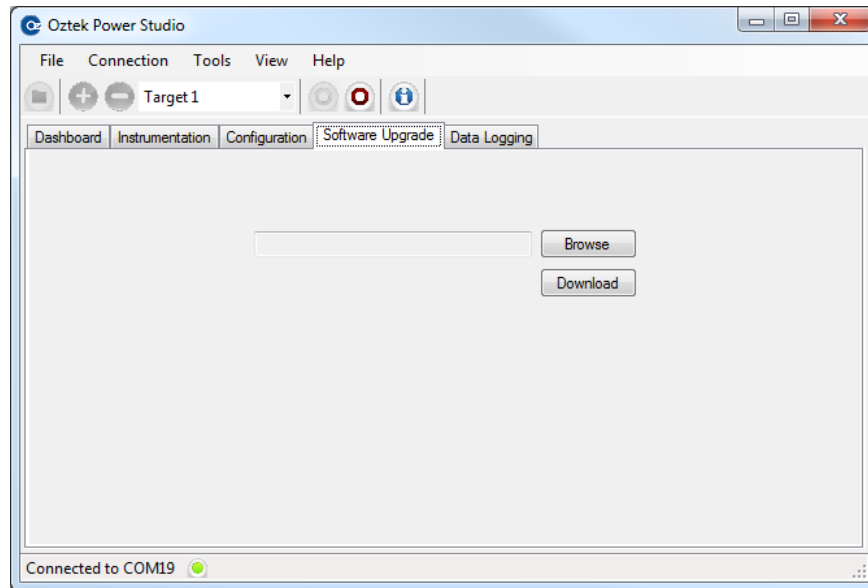 Oztek Power Studio
File Connection Tools View Help
Target 1
Dashboard Instrumentation Configuration Software Upgrade Data Logging
Browse
Download
Connected to COM19